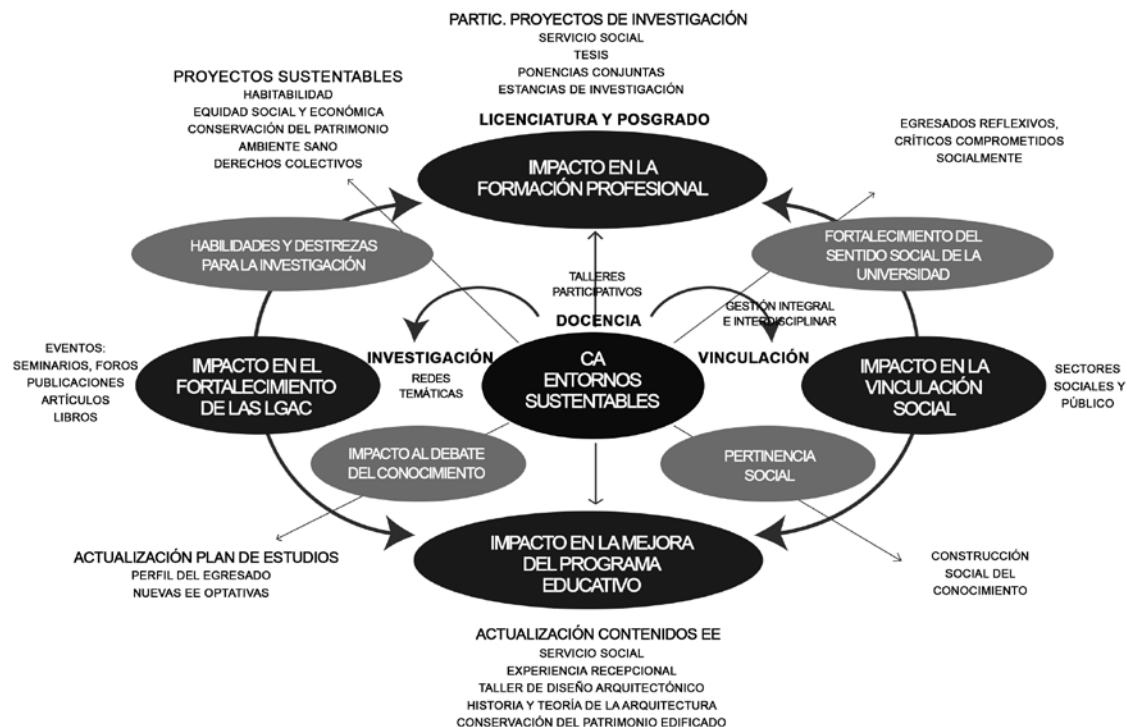 PARTIC. PROYECTOS DE INVESTIGACIÓN
SERVICIO SOCIAL
TESIS
PONENCIAS CONJUNTAS
ESTANCIAS DE INVESTIGACIÓN
LICENCIATURA Y POSGRADO
PROYECTOS SUSTENTABLES
HABITABILIDAD
EQUIDAD SOCIAL Y ECONÓMICA
CONSERVACIÓN DEL PATRIMONIO
AMBIENTE SANO
DERECHOS COLECTIVOS
EGRESADOS REFLEXIVOS,
CRÍTICOS COMPROMETIDOS
SOCIALMENTE
IMPACTO EN LA
FORMACIÓN PROFESIONAL
HABILIDADES Y DESTREZAS
PARA LA INVESTIGACIÓN
FORTALECIMIENTO DEL
SENTIDO SOCIAL DE LA
UNIVERSIDAD
TALLERES
PARTICIPATIVOS
DOCENCIA
GESTIÓN INTEGRAL
E INTERDISCIPLINAR
EVENTOS:
SEMINARIOS, FOROS
PUBLICACIONES
ARTÍCULOS
LIBROS
IMPACTO EN EL
FORTALECIMIENTO
DE LAS LGAC
INVESTIGACIÓN
REDES
TEMÁTICAS
CA
ENTORNOS
SUSTENTABLES
VINCULACIÓN
IMPACTO EN LA
VINCULACIÓN
SOCIAL
SECTORES
SOCIALES Y
PÚBLICO
IMPACTO AL DEBATE
DEL CONOCIMIENTO
PERTINENCIA
SOCIAL
IMPACTO EN LA MEJORA
DEL PROGRAMA
EDUCATIVO
ACTUALIZACIÓN PLAN DE ESTUDIOS
PERFIL DEL EGRESADO
NUEVAS EE OPTATIVAS
CONSTRUCCIÓN
SOCIAL DEL
CONOCIMIENTO
ACTUALIZACIÓN CONTENIDOS EE
SERVICIO SOCIAL
EXPERIENCIA RECEPCIONAL
TALLER DE DISEÑO ARQUITECTÓNICO
HISTORIA Y TEORÍA DE LA ARQUITECTURA
CONSERVACIÓN DEL PATRIMONIO EDIFICADO